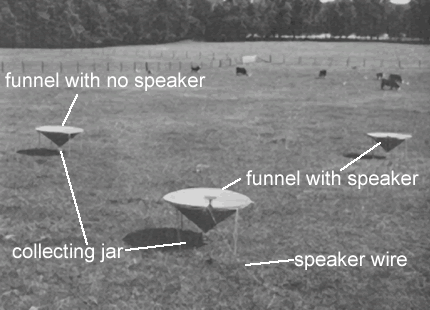 funnel with no speaker
funnel with speaker
collecting jar
speaker wire